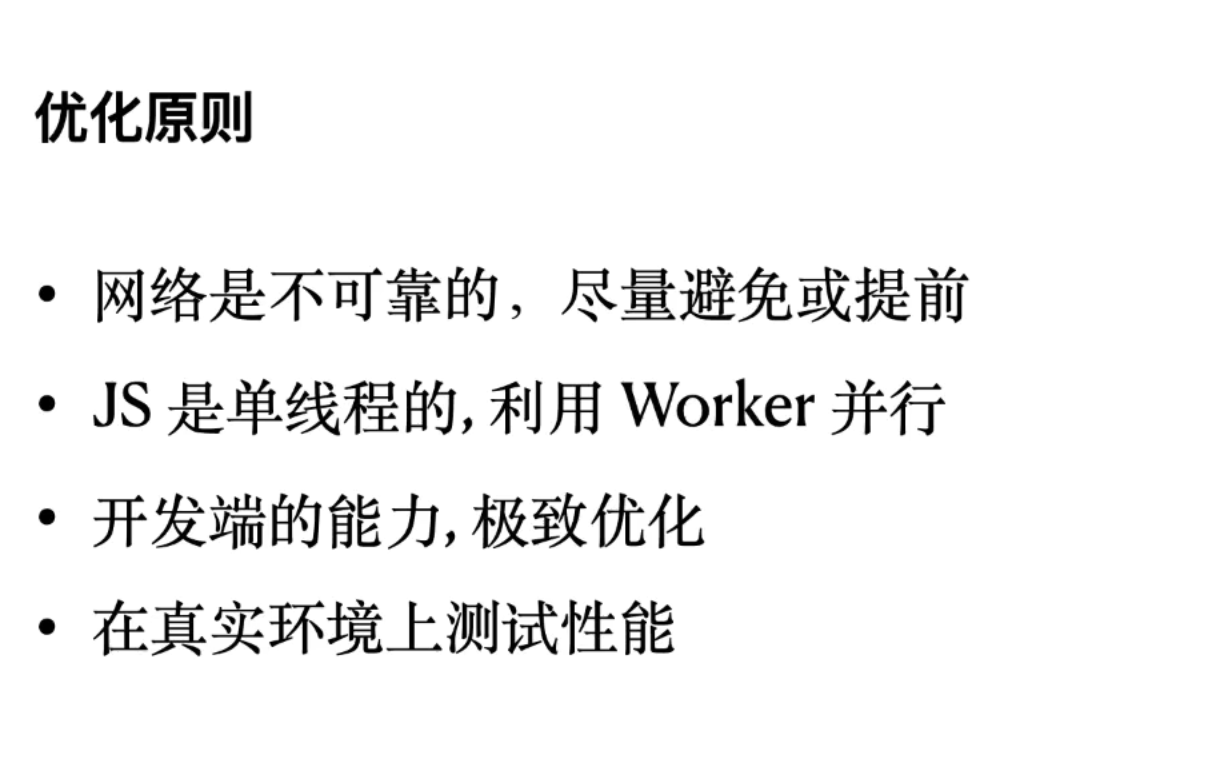 优化原则
• 网络是不可靠的，尽量避免或提前
• JS 是单线程的, 利用 Worker 并行
• 开发端的能力, 极致优化
• 在真实环境上测试性能